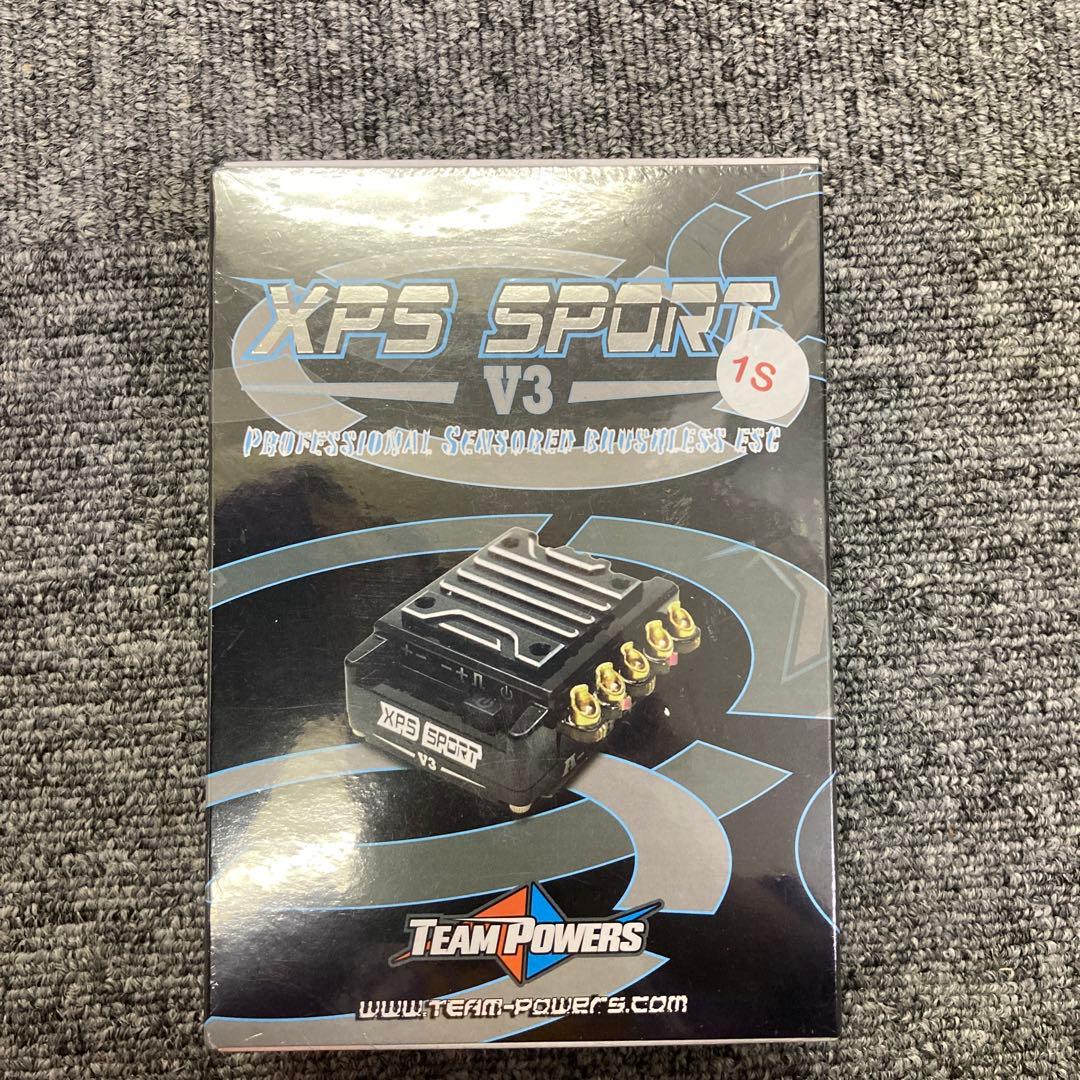 XPS SPORT
1S
V3
PROFESSIONAL SENSORED BRUSHLESS ESC
+ − − + ⎍ ⏻
XPS SPORT
V3
TEAM POWERS
WWW.TEAM-POWERS.COM